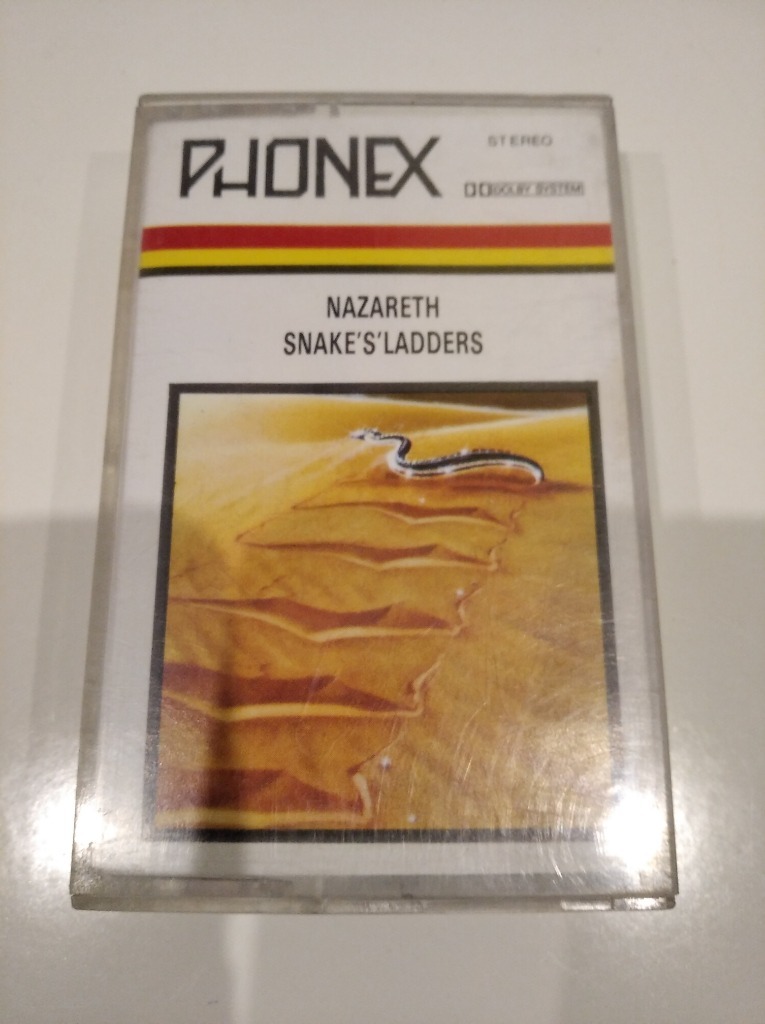 PHONEX
STEREO
DOLBY SYSTEM
NAZARETH
SNAKE'S'LADDERS